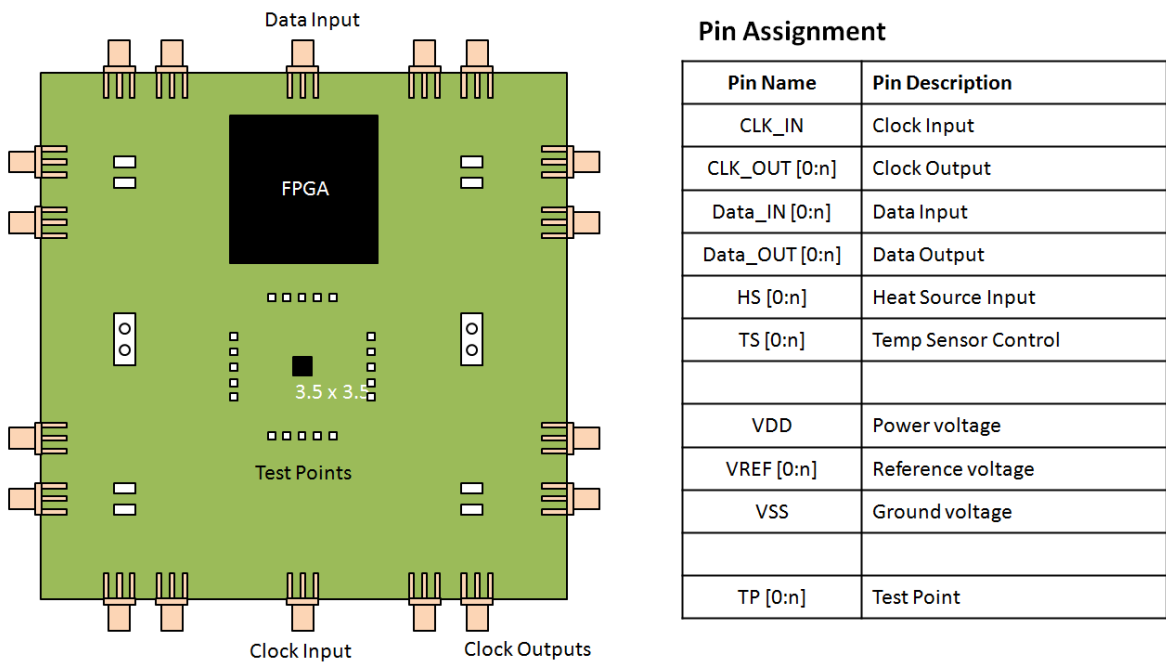 Data Input
FPGA
3.5 x 3.5
Test Points
Clock Input
Clock Outputs
Pin Assignment
Pin Name Pin Description
CLK_IN Clock Input
CLK_OUT [0:n] Clock Output
Data_IN [0:n] Data Input
Data_OUT [0:n] Data Output
HS [0:n] Heat Source Input
TS [0:n] Temp Sensor Control
VDD Power voltage
VREF [0:n] Reference voltage
VSS Ground voltage
TP [0:n] Test Point